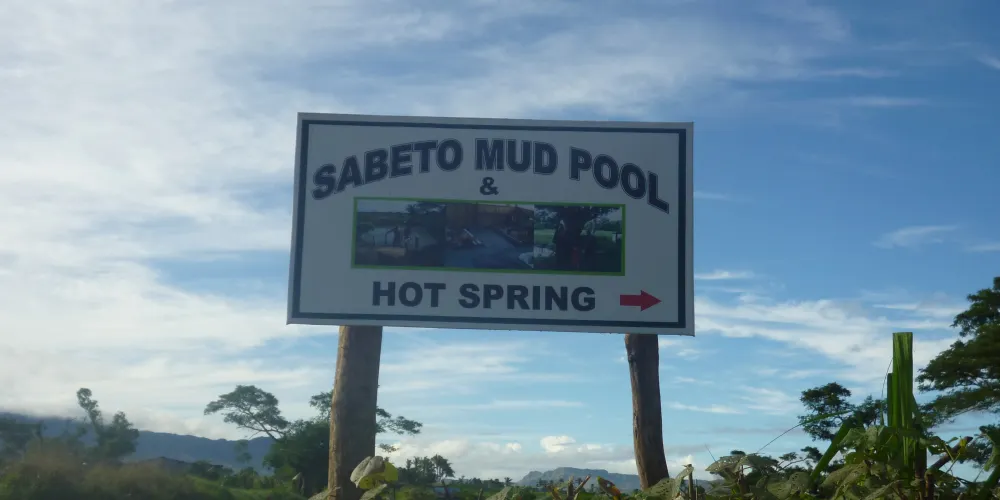 SABETO MUD POOL
&
HOT SPRING